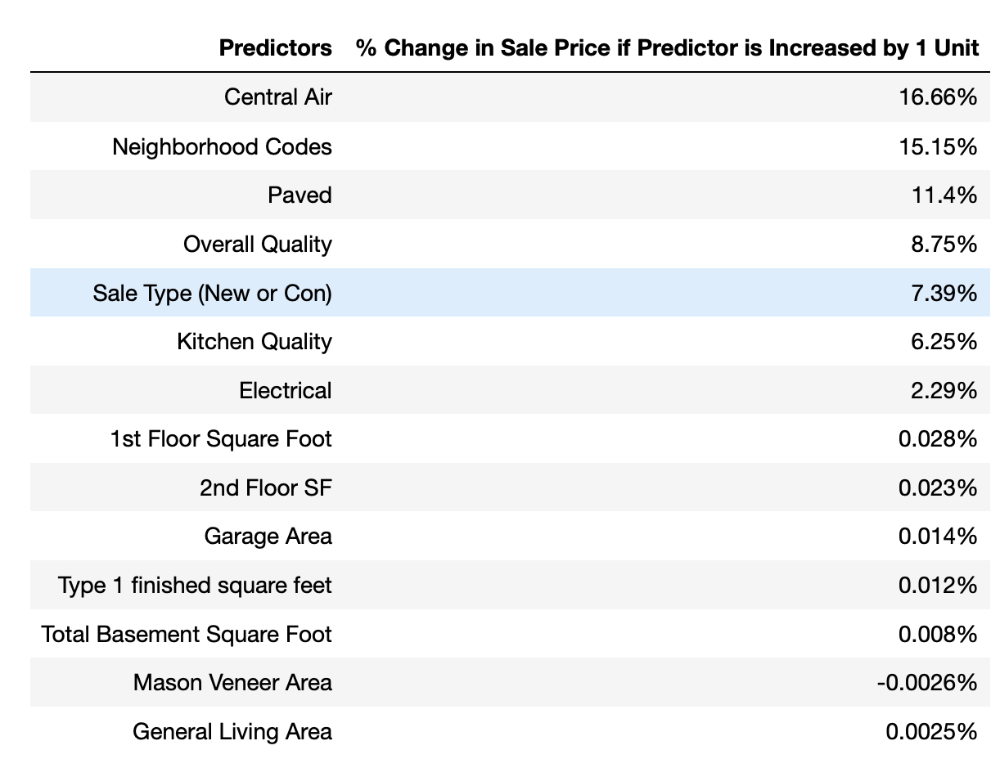 Predictors % Change in Sale Price if Predictor is Increased by 1 Unit
Central Air 16.66%
Neighborhood Codes 15.15%
Paved 11.4%
Overall Quality 8.75%
Sale Type (New or Con) 7.39%
Kitchen Quality 6.25%
Electrical 2.29%
1st Floor Square Foot 0.028%
2nd Floor SF 0.023%
Garage Area 0.014%
Type 1 finished square feet 0.012%
Total Basement Square Foot 0.008%
Mason Veneer Area -0.0026%
General Living Area 0.0025%